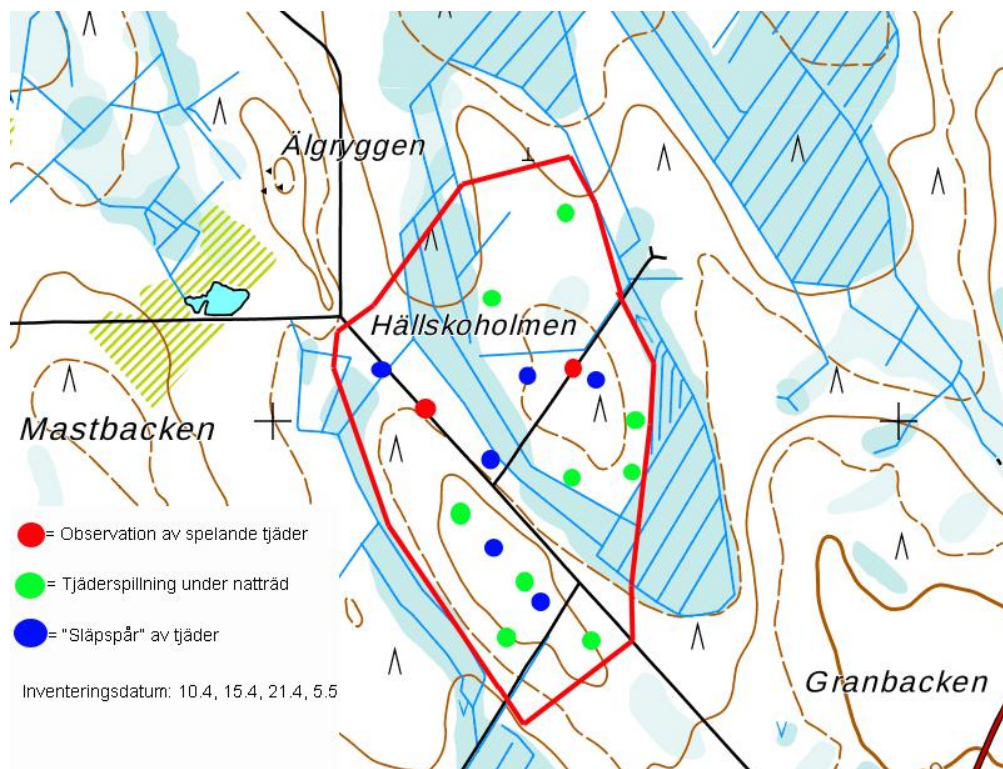 Älgryggen
Hällskoholmen
Mastbacken
= Observation av spelande tjäder
= Tjäderspillning under natträd
= "Släpspår" av tjäder
Inventeringsdatum: 10.4, 15.4, 21.4, 5.5
Granbacken